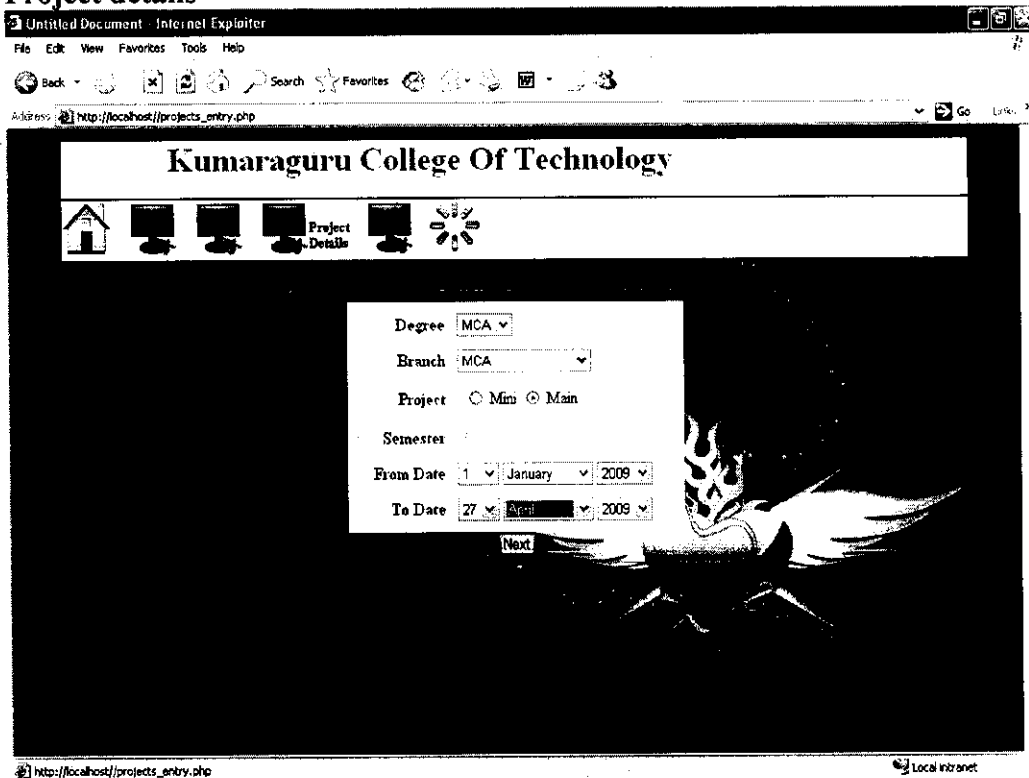 Project details
Untitled Document - Internet Explorer
File Edit View Favorites Tools Help
Back Search Favorites
Address http://localhost//projects_entry.php Go Links
Kumaraguru College Of Technology
Project
Details
Degree MCA
Branch MCA
Project Mini Main
Semester
From Date 1 January 2009
To Date 27 April 2009
Next
http://localhost//projects_entry.php Local intranet